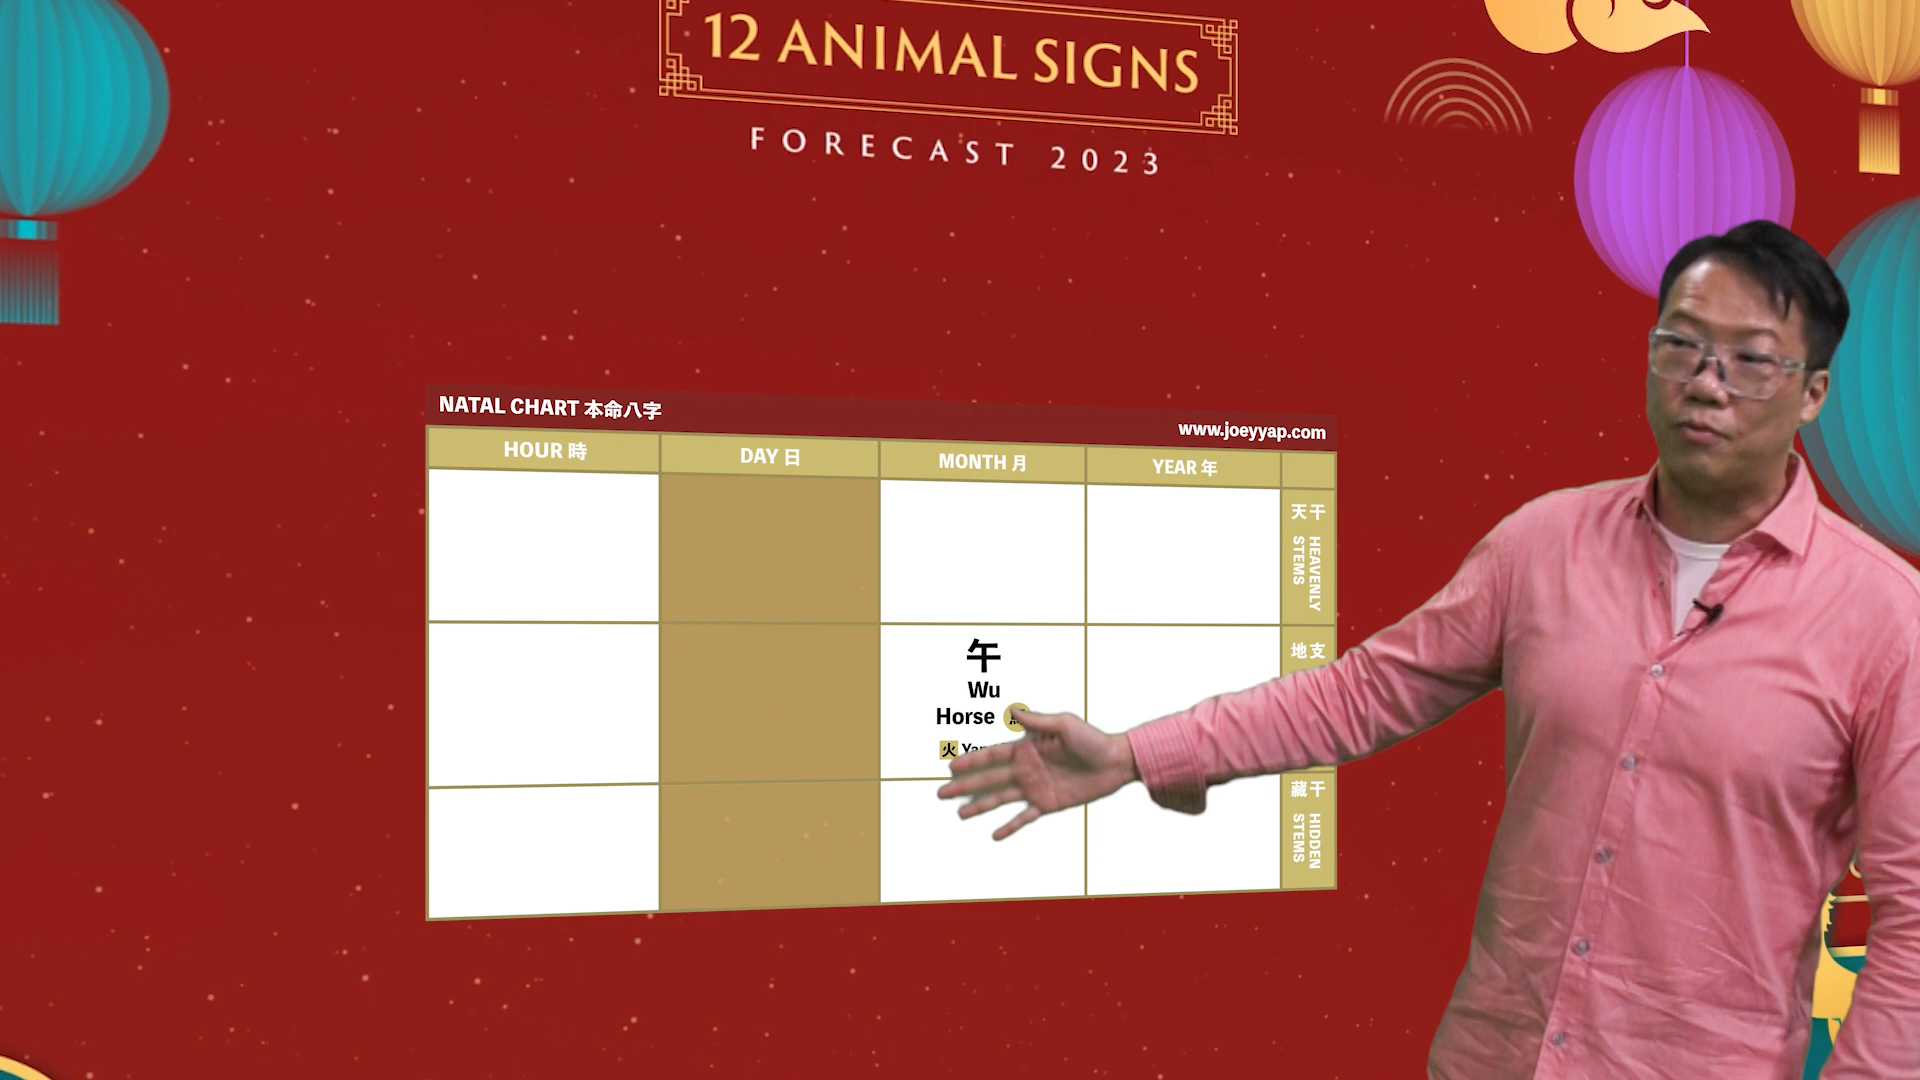 12 ANIMAL SIGNS
FORECAST 2023
NATAL CHART 本命八字
www.joeyyap.com
HOUR 時
DAY 日
MONTH 月
YEAR 年
天干
HEAVENLY
STEMS
午
Wu
Horse
火
地支
藏干
HIDDEN
STEMS